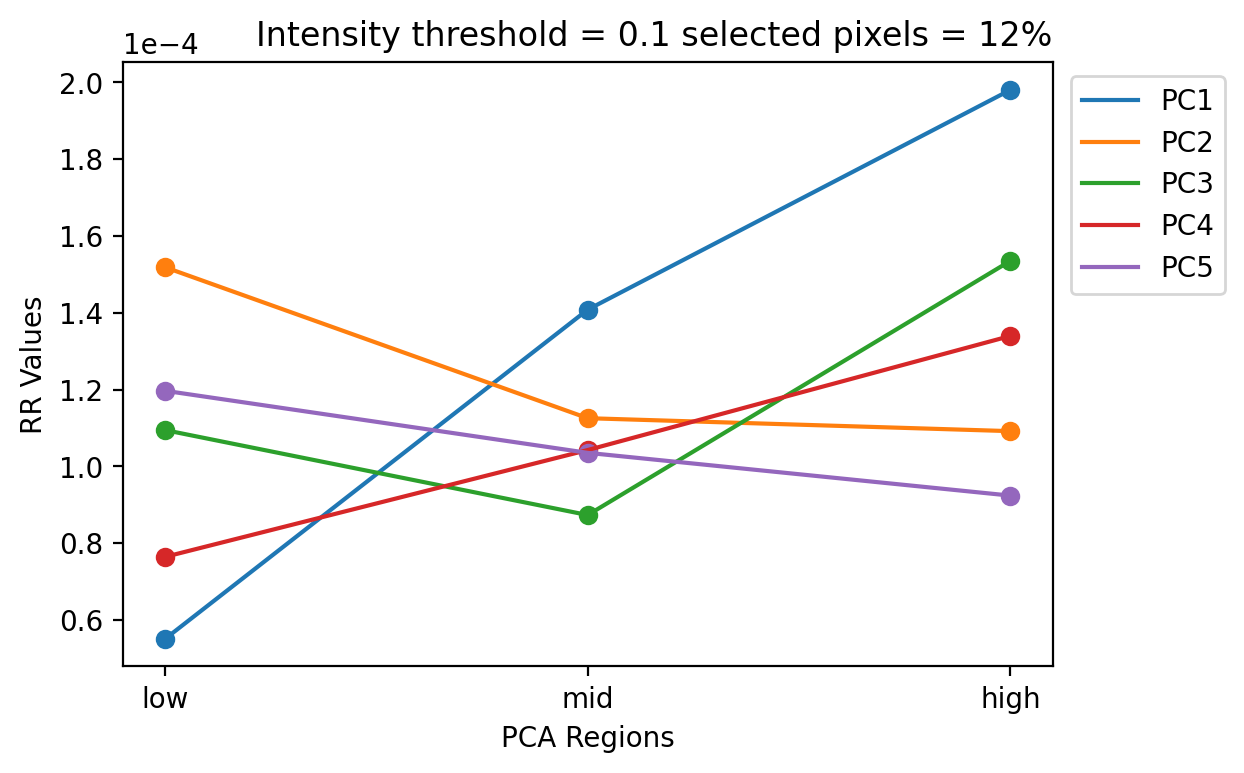 Intensity threshold = 0.1 selected pixels = 12%
1e−4
2.0
1.8
1.6
1.4
1.2
1.0
0.8
0.6
RR Values
low mid high
PCA Regions
PC1
PC2
PC3
PC4
PC5